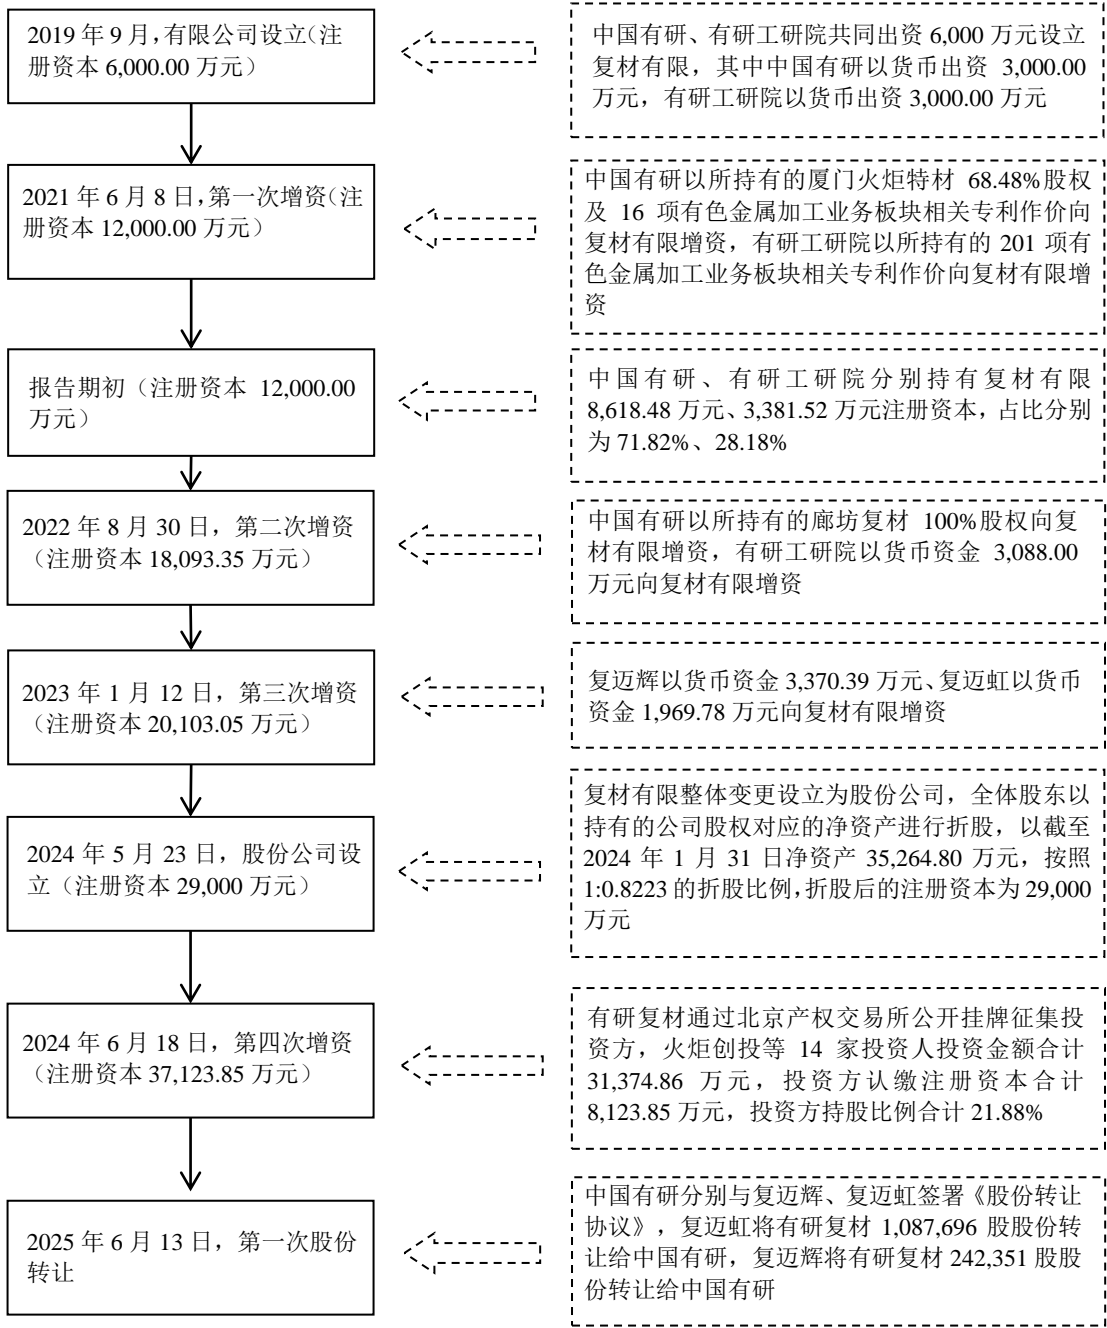 2019 年 9 月，有限公司设立（注
册资本 6,000.00 万元）
中国有研、有研工研院共同出资 6,000 万元设立
复材有限，其中中国有研以货币出资 3,000.00
万元，有研工研院以货币出资 3,000.00 万元
2021 年 6 月 8 日，第一次增资（注
册资本 12,000.00 万元）
中国有研以所持有的厦门火炬特材 68.48%股权
及 16 项有色金属加工业务板块相关专利作价向
复材有限增资，有研工研院以所持有的 201 项有
色金属加工业务板块相关专利作价向复材有限增
资
报告期初（注册资本 12,000.00
万元）
中国有研、有研工研院分别持有复材有限
8,618.48 万元、3,381.52 万元注册资本，占比分别
为 71.82%、28.18%
2022 年 8 月 30 日，第二次增资
（注册资本 18,093.35 万元）
中国有研以所持有的廊坊复材 100%股权向复
材有限增资，有研工研院以货币资金 3,088.00
万元向复材有限增资
2023 年 1 月 12 日，第三次增资
（注册资本 20,103.05 万元）
复迈辉以货币资金 3,370.39 万元、复迈虹以货币
资金 1,969.78 万元向复材有限增资
2024 年 5 月 23 日，股份公司设
立（注册资本 29,000 万元）
复材有限整体变更设立为股份公司，全体股东以
持有的公司股权对应的净资产进行折股，以截至
2024 年 1 月 31 日净资产 35,264.80 万元，按照
1:0.8223 的折股比例，折股后的注册资本为 29,000
万元
2024 年 6 月 18 日，第四次增资
（注册资本 37,123.85 万元）
有研复材通过北京产权交易所公开挂牌征集投
资方，火炬创投等 14 家投资人投资金额合计
31,374.86 万元，投资方认缴注册资本合计
8,123.85 万元，投资方持股比例合计 21.88%
2025 年 6 月 13 日，第一次股份
转让
中国有研分别与复迈辉、复迈虹签署《股份转让
协议》，复迈虹将有研复材 1,087,696 股股份转
让给中国有研，复迈辉将有研复材 242,351 股股
份转让给中国有研